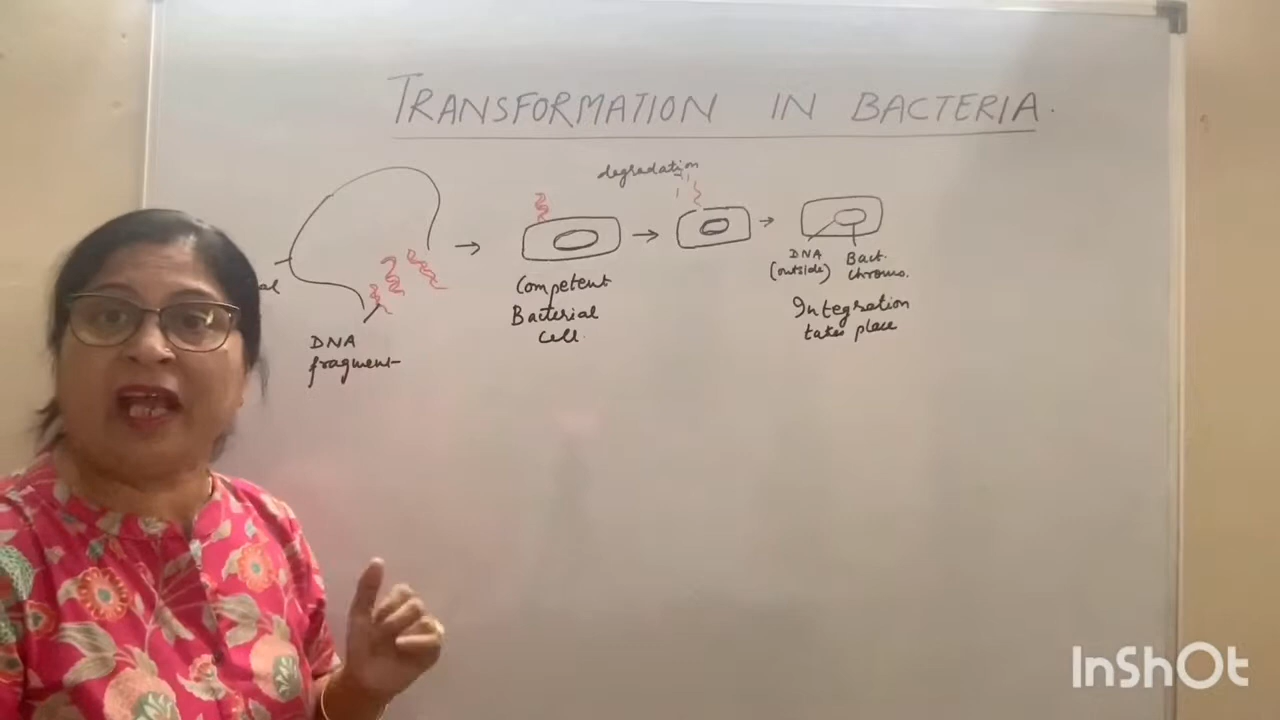 TRANSFORMATION IN BACTERIA.
degradation
DNA
fragment
Competent
Bacterial
Cell.
DNA
(outside)
Bact.
Chromo.
Integration
takes place
InShOt